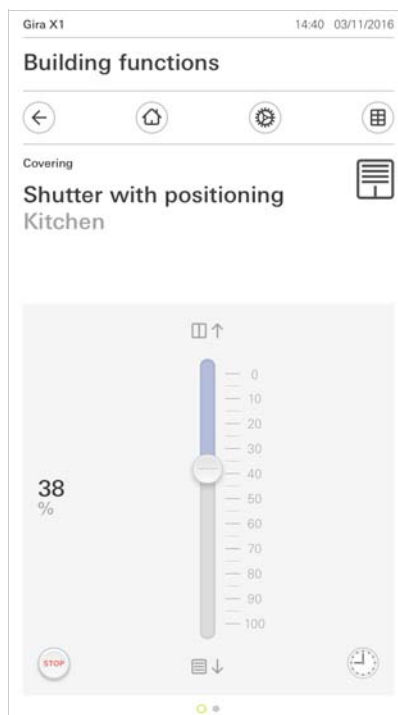 Gira X1 14:40 03/11/2016
Building functions
Covering
Shutter with positioning
Kitchen
0
10
20
30
40
38
50
%
60
70
80
90
100
STOP